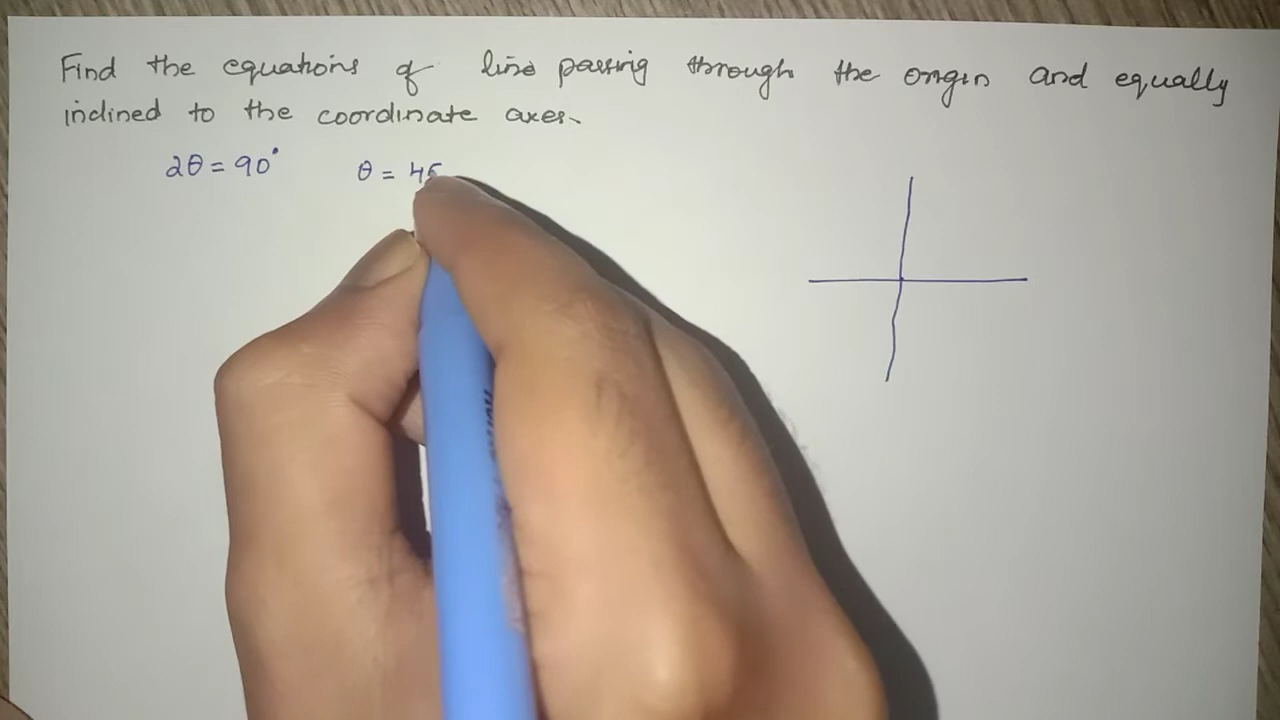 Find the equations of line passing through the origin and equally
inclined to the coordinate axes.
2θ = 90° θ = 45